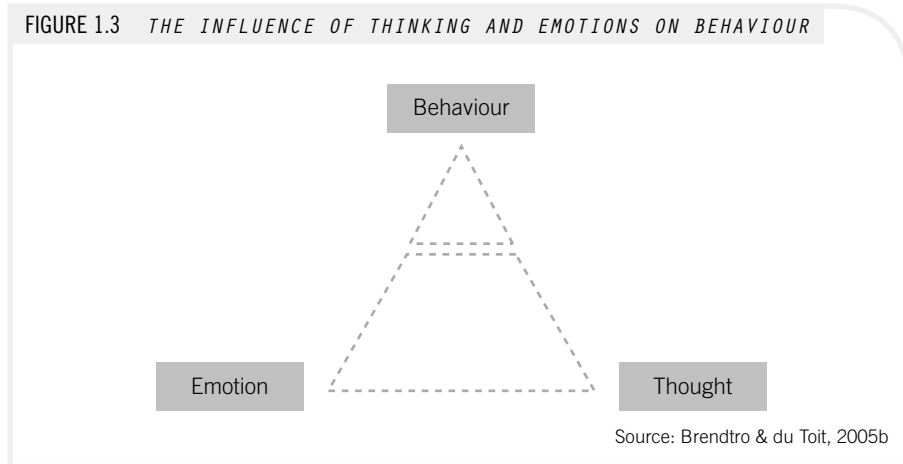 FIGURE 1.3 THE INFLUENCE OF THINKING AND EMOTIONS ON BEHAVIOUR
Behaviour
Emotion
Thought
Source: Brendtro & du Toit, 2005b